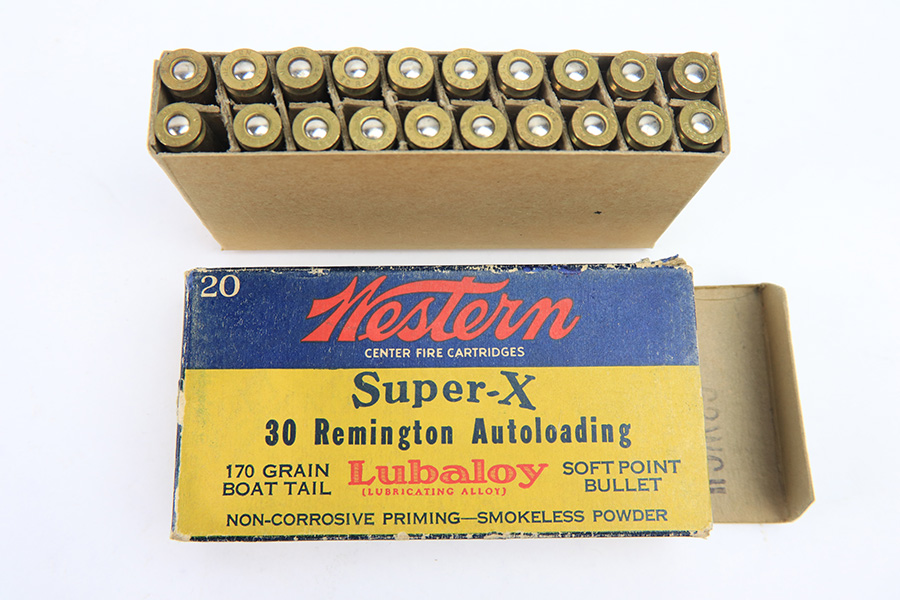 20
Western
CENTER FIRE CARTRIDGES
Super-X
30 Remington Autoloading
170 GRAIN
BOAT TAIL
Lubaloy
(LUBRICATING ALLOY)
SOFT POINT
BULLET
NON-CORROSIVE PRIMING—SMOKELESS POWDER